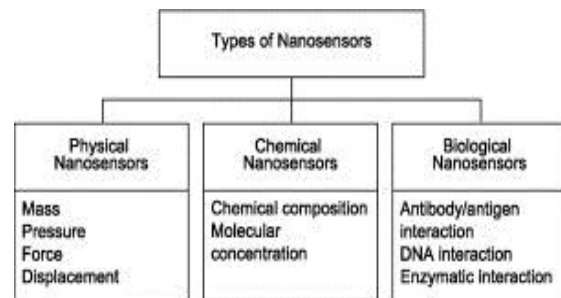 Types of Nanosensors
Physical
Nanosensors
Mass
Pressure
Force
Displacement
Chemical
Nanosensors
Chemical composition
Molecular
concentration
Biological
Nanosensors
Antibody/antigen
interaction
DNA interaction
Enzymatic interaction